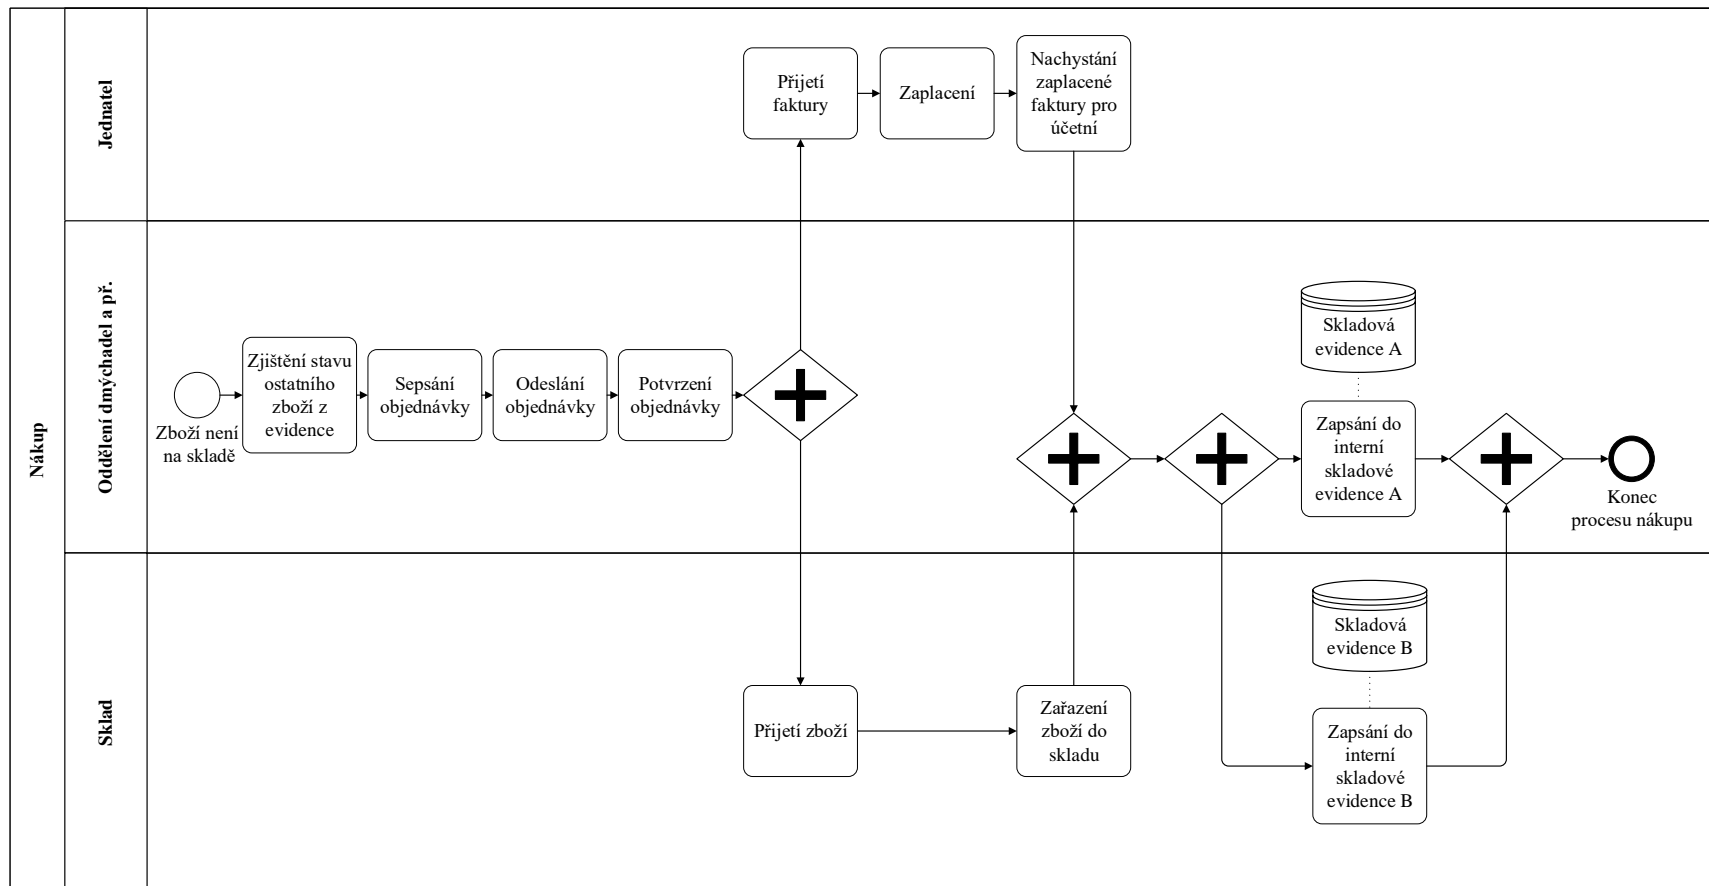 Nákup
Jednatel
Přijetí
faktury
Zaplacení
Nachystání
zaplacené
faktury pro
účetní
Oddělení dmýchadel a př.
Zboží není
na skladě
Zjištění stavu
ostatního
zboží z
evidence
Sepsání
objednávky
Odeslání
objednávky
Potvrzení
objednávky
Skladová
evidence A
Zapsání do
interní
skladové
evidence A
Konec
procesu nákupu
Sklad
Přijetí zboží
Zařazení
zboží do
skladu
Skladová
evidence B
Zapsání do
interní
skladové
evidence B